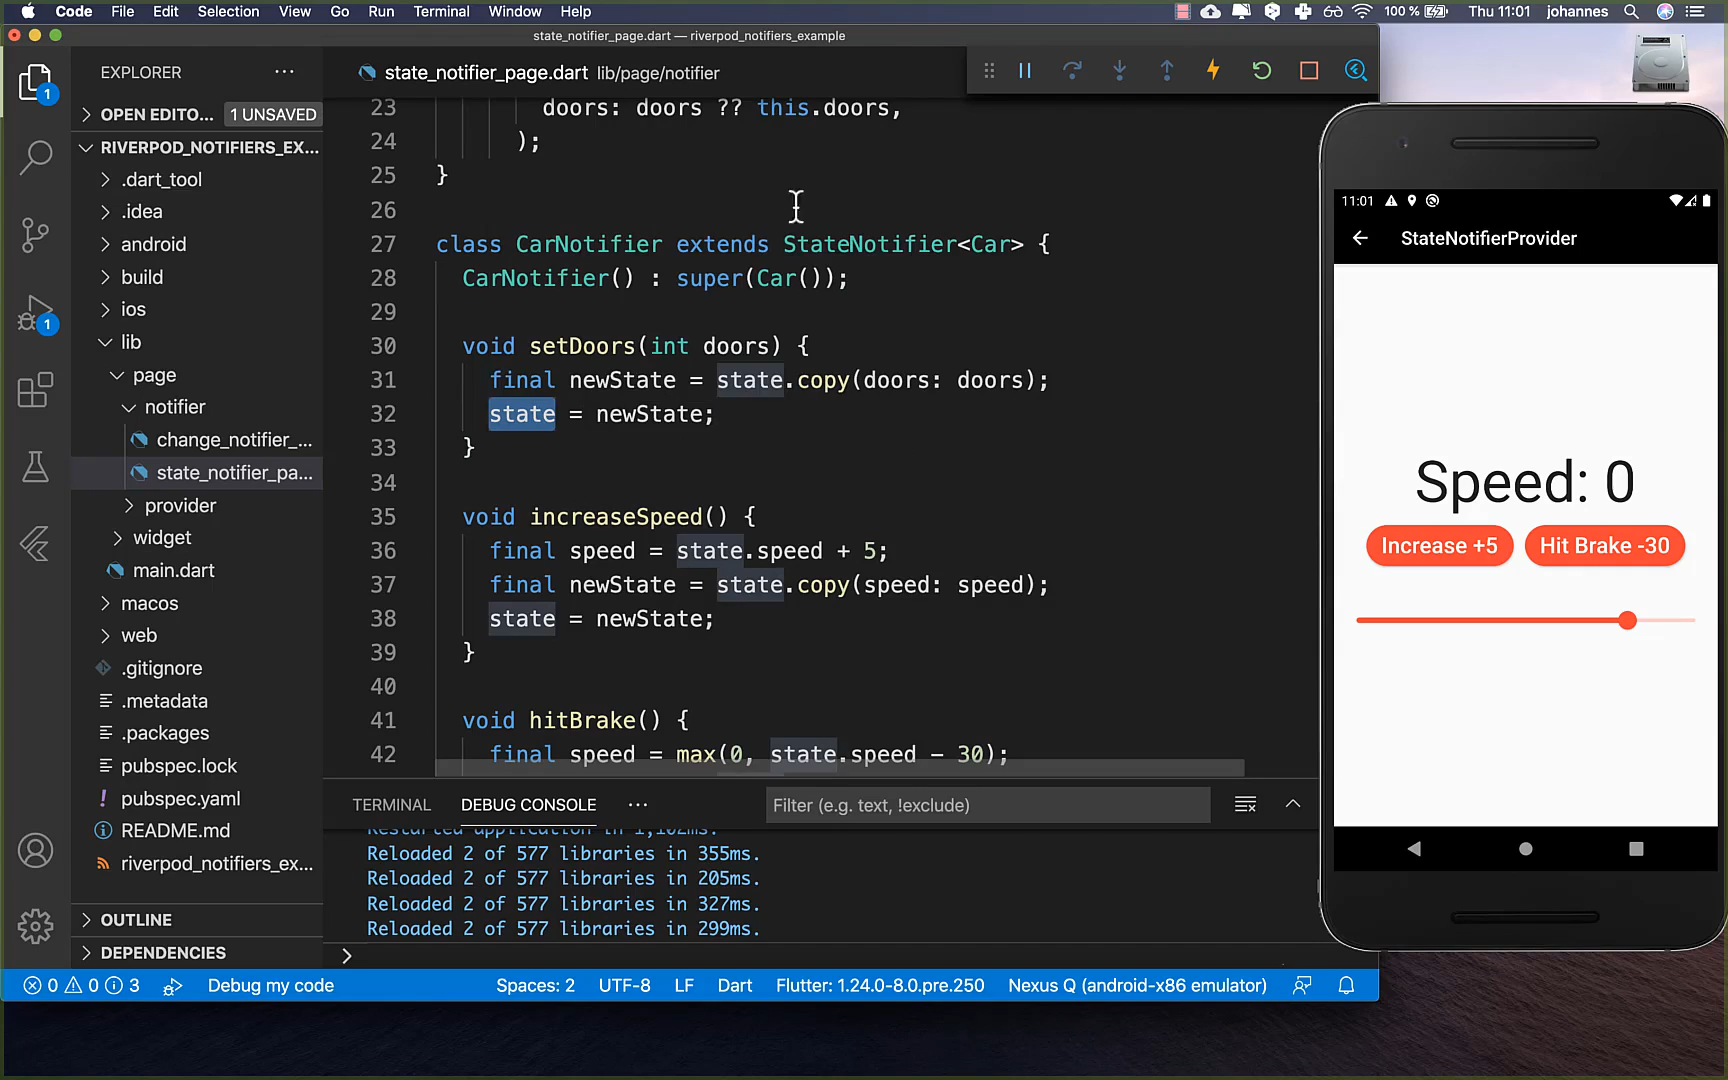 Code File Edit Selection View Go Run Terminal Window Help 100 % Thu 11:01 johannes
state_notifier_page.dart — riverpod_notifiers_example
EXPLORER
state_notifier_page.dart lib/page/notifier
OPEN EDITO... 1 UNSAVED
RIVERPOD_NOTIFIERS_EX...
.dart_tool
.idea
android
build
ios
lib
page
notifier
change_notifier_...
state_notifier_pa...
provider
widget
main.dart
macos
web
.gitignore
.metadata
.packages
pubspec.lock
pubspec.yaml
README.md
riverpod_notifiers_ex...
OUTLINE
DEPENDENCIES
1
1
23 doors: doors ?? this.doors,
24 );
25 }
26
27 class CarNotifier extends StateNotifier<Car> {
28 CarNotifier() : super(Car());
29
30 void setDoors(int doors) {
31 final newState = state.copy(doors: doors);
32 state = newState;
33 }
34
35 void increaseSpeed() {
36 final speed = state.speed + 5;
37 final newState = state.copy(speed: speed);
38 state = newState;
39 }
40
41 void hitBrake() {
42 final speed = max(0, state.speed - 30);
TERMINAL DEBUG CONSOLE Filter (e.g. text, !exclude)
Restarted application in 1,102ms.
Reloaded 2 of 577 libraries in 355ms.
Reloaded 2 of 577 libraries in 205ms.
Reloaded 2 of 577 libraries in 327ms.
Reloaded 2 of 577 libraries in 299ms.
0 0 3 Debug my code Spaces: 2 UTF-8 LF Dart Flutter: 1.24.0-8.0.pre.250 Nexus Q (android-x86 emulator)
11:01
StateNotifierProvider
Speed: 0
Increase +5 Hit Brake -30